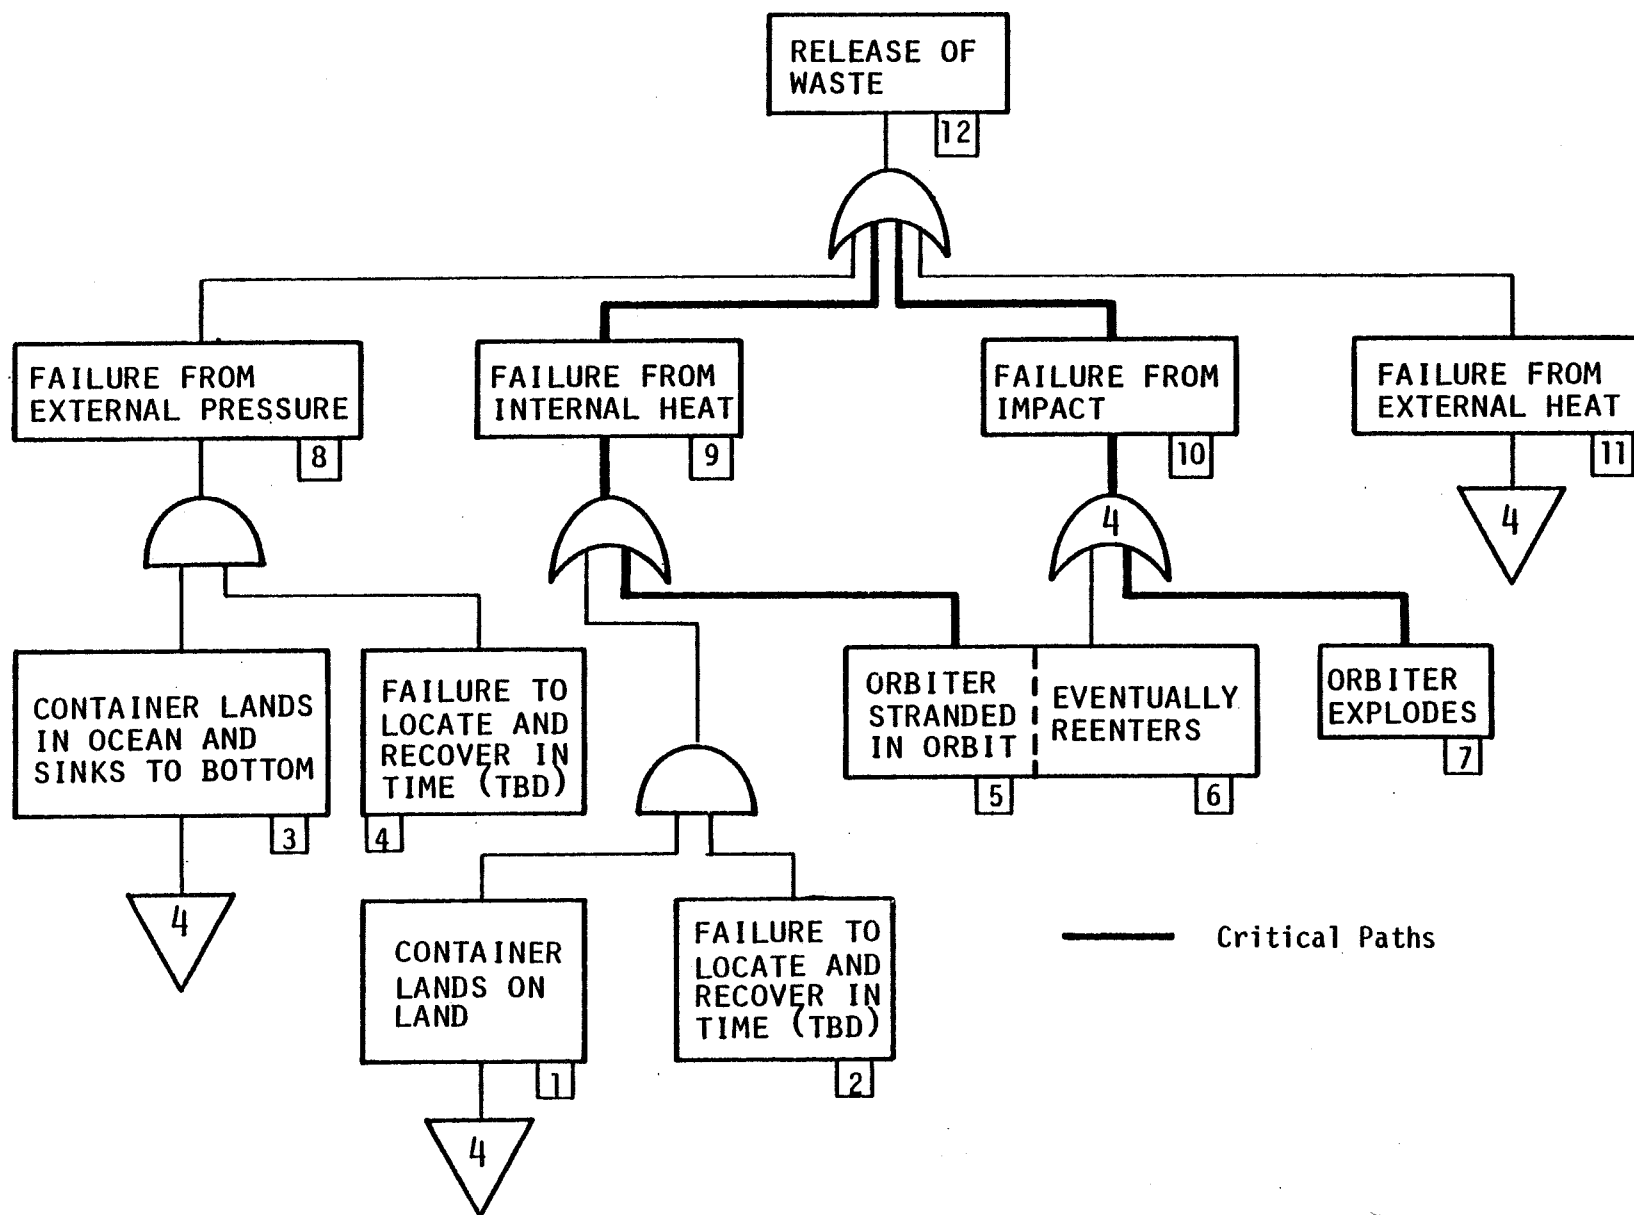 RELEASE OF
WASTE
12
FAILURE FROM
EXTERNAL PRESSURE
8
FAILURE FROM
INTERNAL HEAT
9
FAILURE FROM
IMPACT
10
FAILURE FROM
EXTERNAL HEAT
11
4
4
CONTAINER LANDS
IN OCEAN AND
SINKS TO BOTTOM
3
4
FAILURE TO
LOCATE AND
RECOVER IN
TIME (TBD)
4
ORBITER
STRANDED
IN ORBIT
5
EVENTUALLY
REENTERS
6
ORBITER
EXPLODES
7
CONTAINER
LANDS ON
LAND
1
4
FAILURE TO
LOCATE AND
RECOVER IN
TIME (TBD)
2
Critical Paths